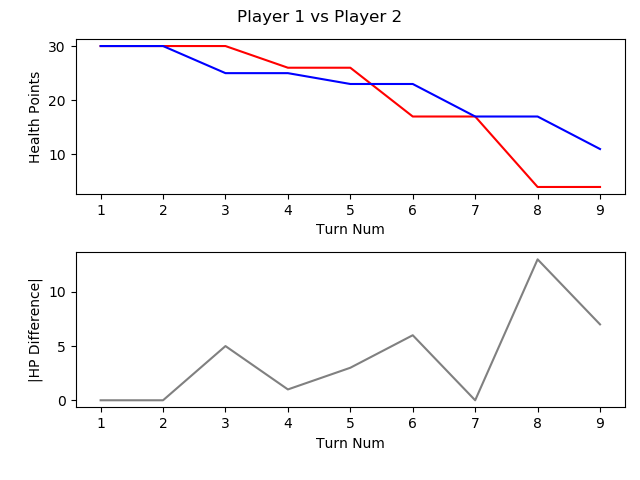 Player 1 vs Player 2
30
20
10
Health Points
1 2 3 4 5 6 7 8 9
Turn Num
10
5
0
|HP Difference|
1 2 3 4 5 6 7 8 9
Turn Num